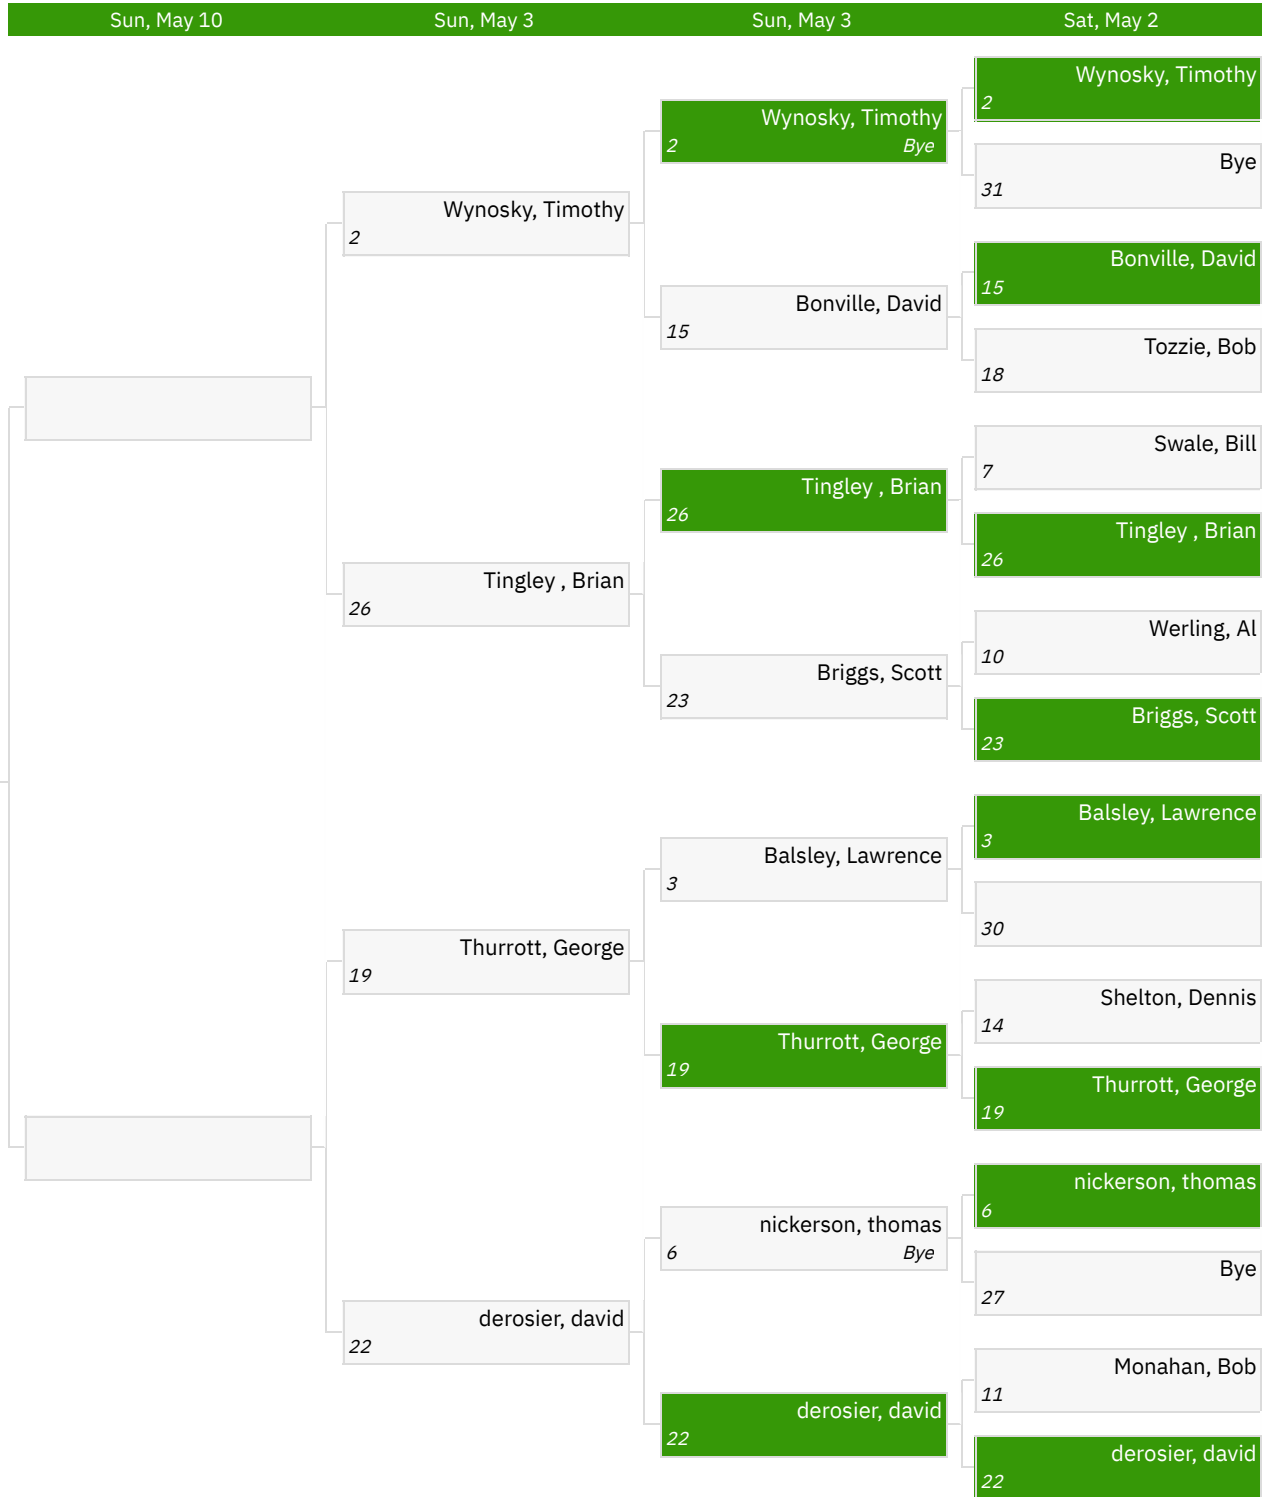 Sun, May 10
Sun, May 3
Sun, May 3
Sat, May 2
Wynosky, Timothy
2
Tingley , Brian
26
Thurrott, George
19
derosier, david
22
Wynosky, Timothy
2 Bye
Bonville, David
15
Tingley , Brian
26
Briggs, Scott
23
Balsley, Lawrence
3
Thurrott, George
19
nickerson, thomas
6 Bye
derosier, david
22
Wynosky, Timothy
2
Bye
31
Bonville, David
15
Tozzie, Bob
18
Swale, Bill
7
Tingley , Brian
26
Werling, Al
10
Briggs, Scott
23
Balsley, Lawrence
3
30
Shelton, Dennis
14
Thurrott, George
19
nickerson, thomas
6
Bye
27
Monahan, Bob
11
derosier, david
22